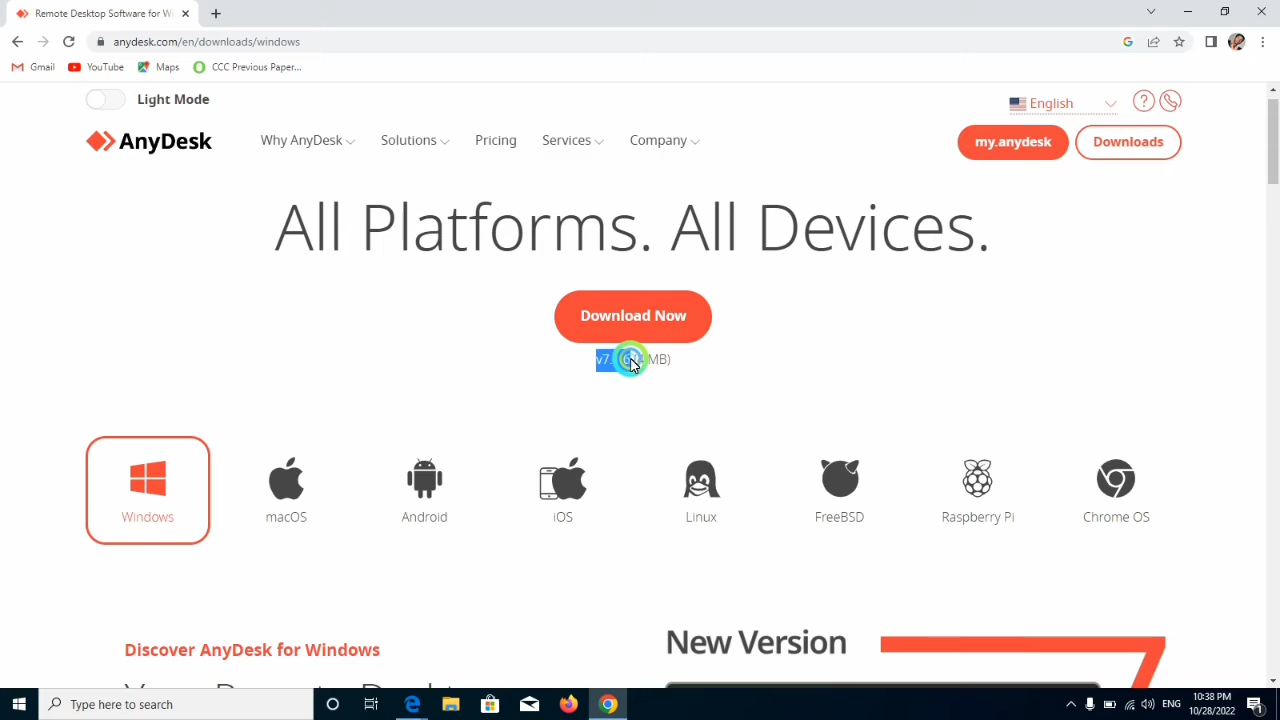 Remote Desktop Software for W
anydesk.com/en/downloads/windows
Gmail YouTube Maps CCC Previous Paper...
Light Mode
English
AnyDesk
Why AnyDesk Solutions Pricing Services Company
my.anydesk Downloads
All Platforms. All Devices.
Download Now
MB)
Windows macOS Android iOS Linux FreeBSD Raspberry Pi Chrome OS
Discover AnyDesk for Windows
New Version
7
Type here to search
ENG
10:38 PM
10/28/2022